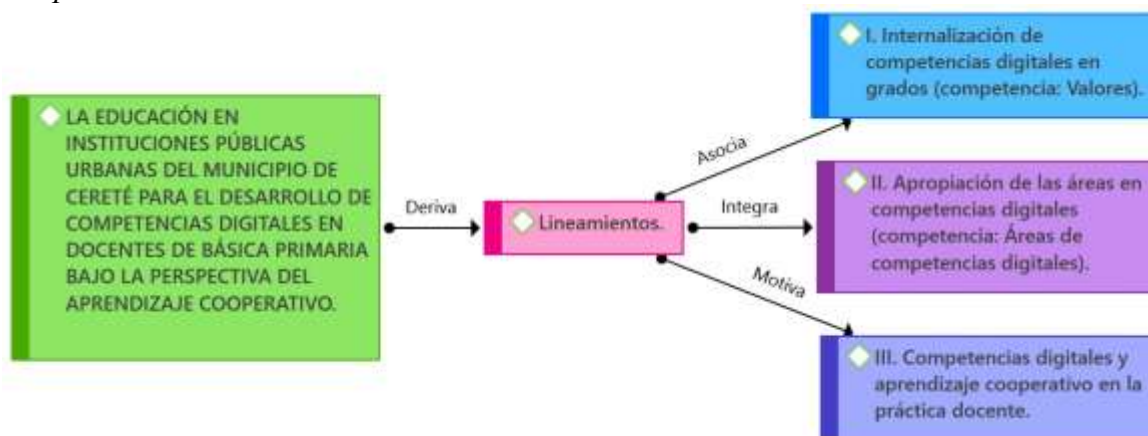 LA EDUCACIÓN EN
INSTITUCIONES PÚBLICAS
URBANAS DEL MUNICIPIO DE
CERETÉ PARA EL DESARROLLO DE
COMPETENCIAS DIGITALES EN
DOCENTES DE BÁSICA PRIMARIA
BAJO LA PERSPECTIVA DEL
APRENDIZAJE COOPERATIVO.
Deriva
Lineamientos.
Asocia
I. Internalización de
competencias digitales en
grados (competencia: Valores).
Integra
II. Apropiación de las áreas en
competencias digitales
(competencia: Áreas de
competencias digitales).
Motiva
III. Competencias digitales y
aprendizaje cooperativo en la
práctica docente.